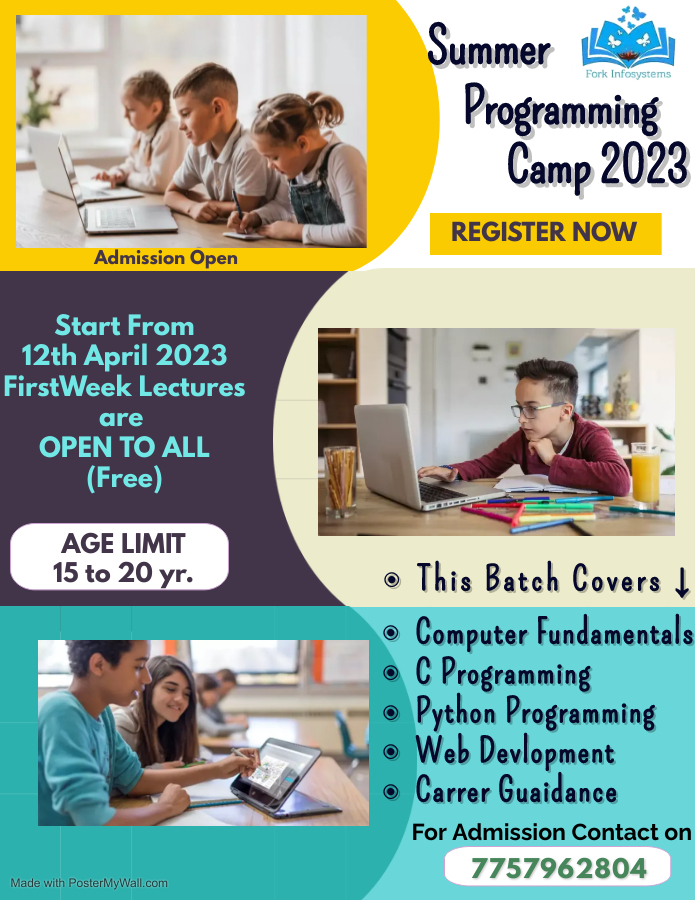 Summer
Fork Infosystems
Programming
Camp 2023
REGISTER NOW
Admission Open
Start From
12th April 2023
FirstWeek Lectures
are
OPEN TO ALL
(Free)
AGE LIMIT
15 to 20 yr.
This Batch Covers ↓
Computer Fundamentals
C Programming
Python Programming
Web Devlopment
Carrer Guaidance
For Admission Contact on
7757962804
Made with PosterMyWall.com